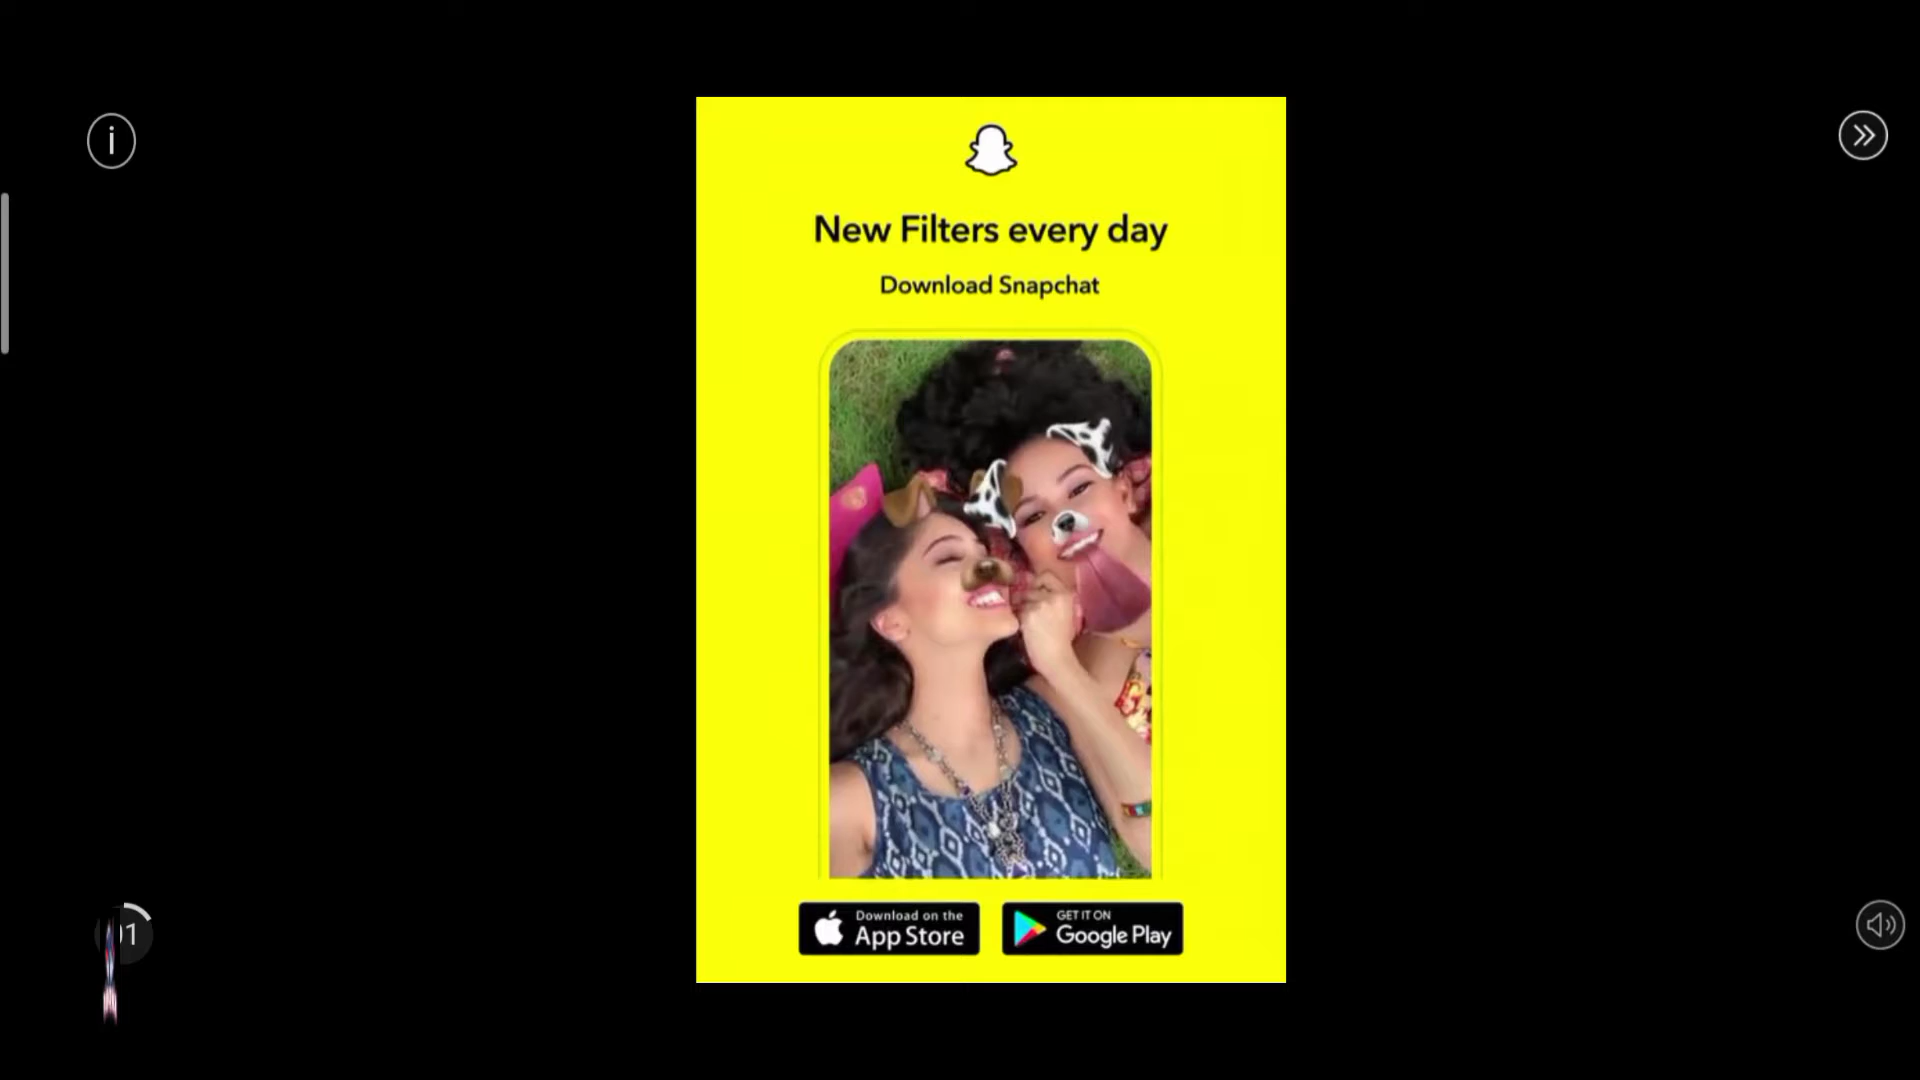 New Filters every day
Download Snapchat
Download on the
App Store
GET IT ON
Google Play